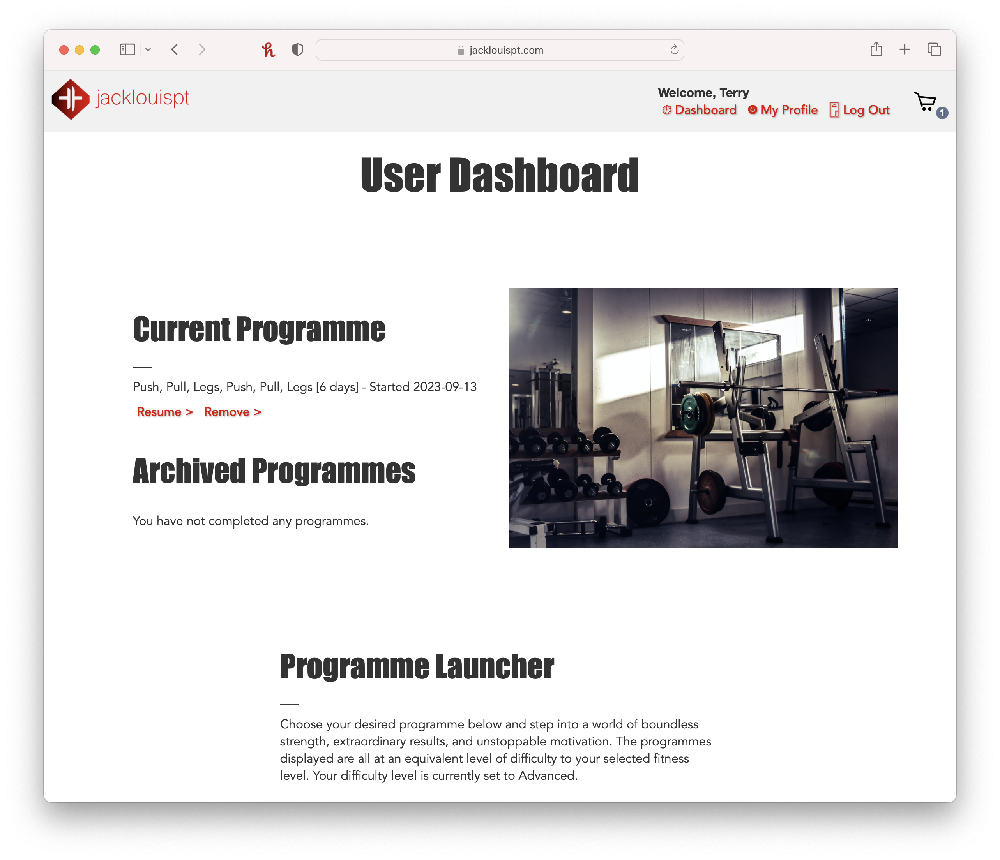 jacklouispt.com
jacklouispt
Welcome, Terry
Dashboard My Profile Log Out
1
User Dashboard
Current Programme
Push, Pull, Legs, Push, Pull, Legs [6 days] - Started 2023-09-13
Resume > Remove >
Archived Programmes
You have not completed any programmes.
Programme Launcher
Choose your desired programme below and step into a world of boundless
strength, extraordinary results, and unstoppable motivation. The programmes
displayed are all at an equivalent level of difficulty to your selected fitness
level. Your difficulty level is currently set to Advanced.